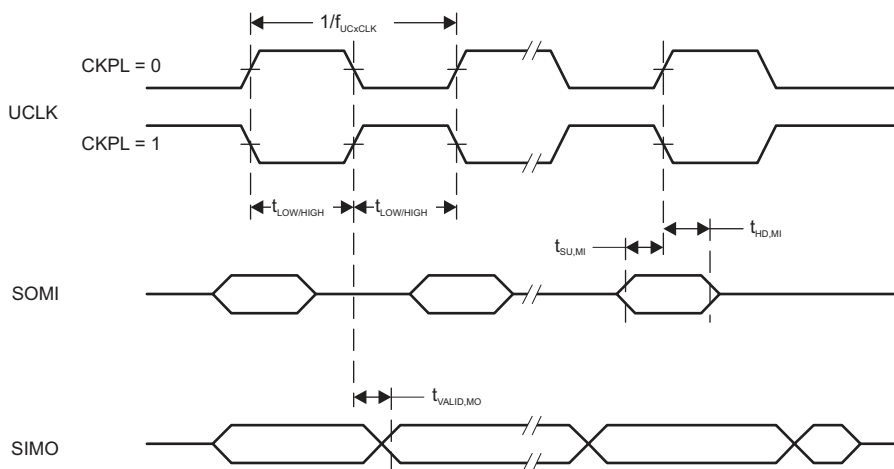 1/fUCxCLK
CKPL = 0
UCLK
CKPL = 1
tLOW/HIGH tLOW/HIGH
tHD,MI
tSU,MI
SOMI
tVALID,MO
SIMO